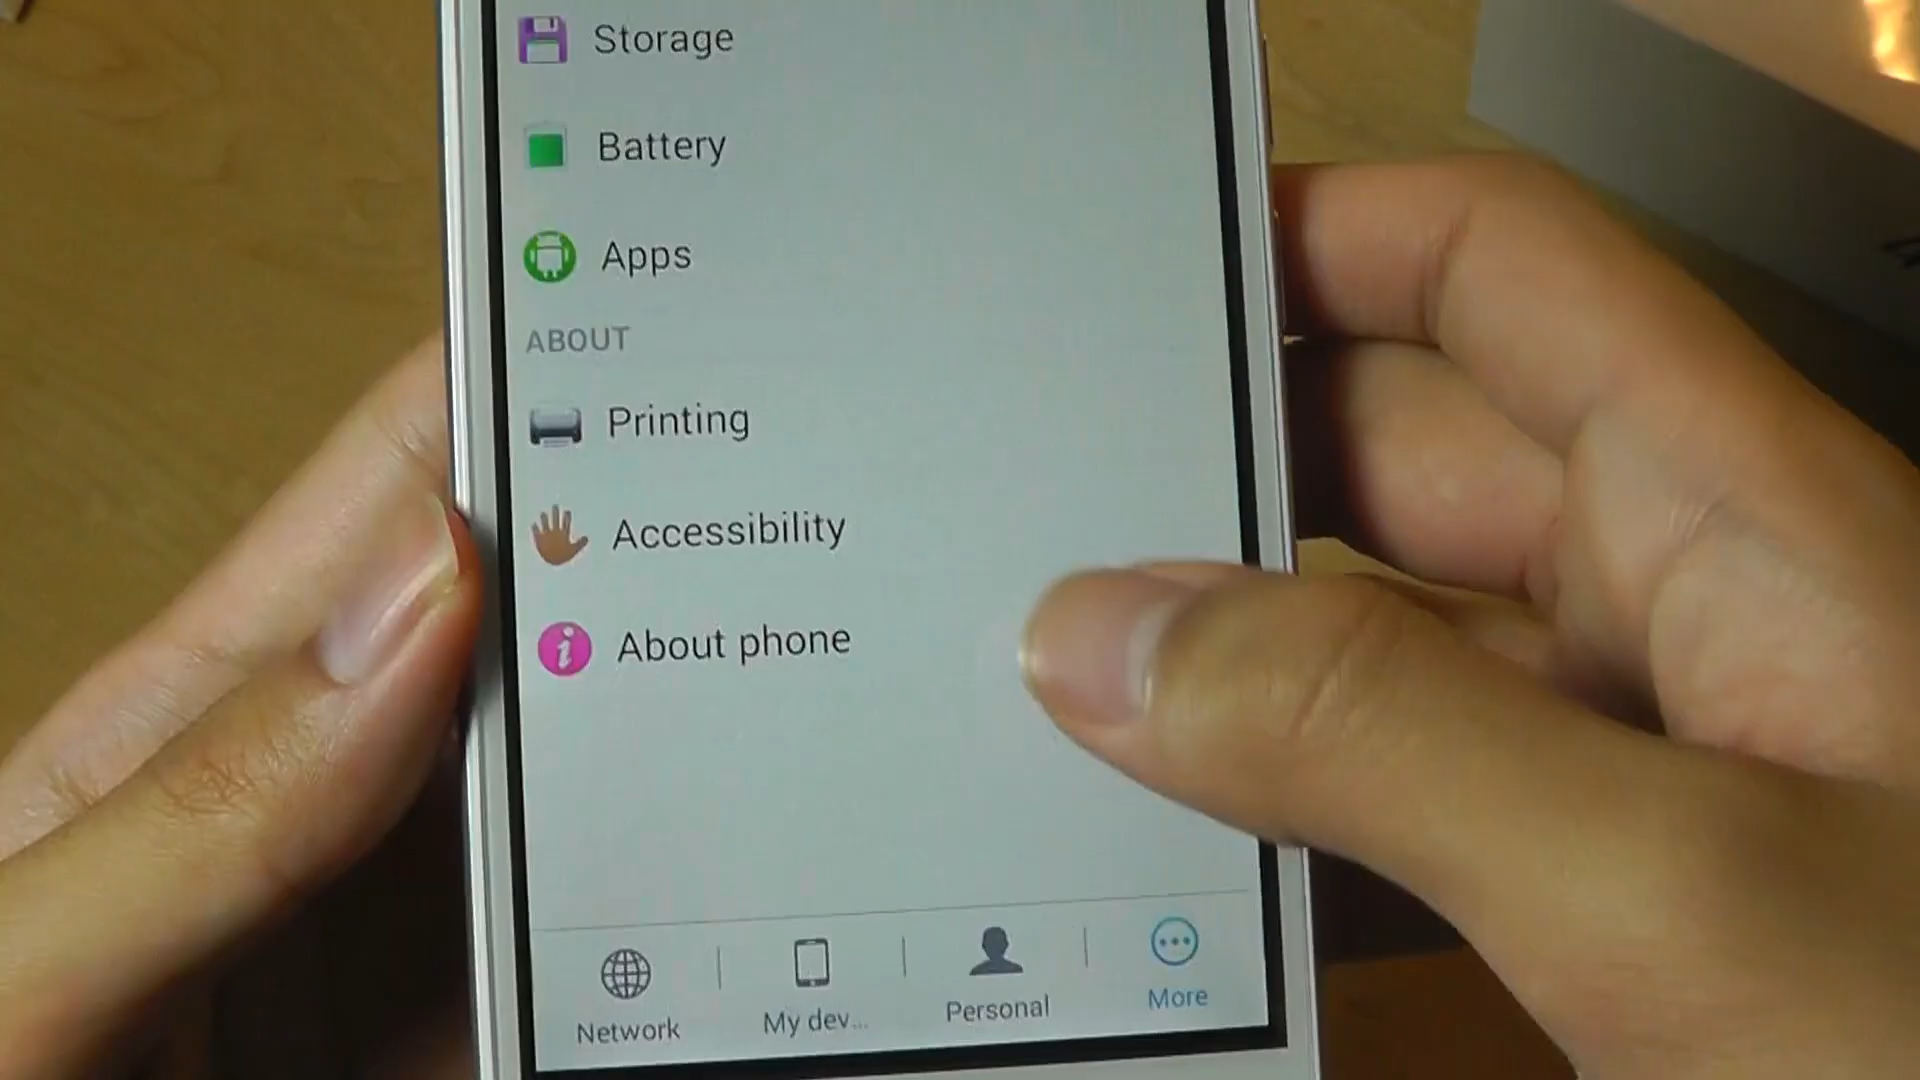 Storage
Battery
Apps
ABOUT
Printing
Accessibility
About phone
Network
My dev...
Personal
More